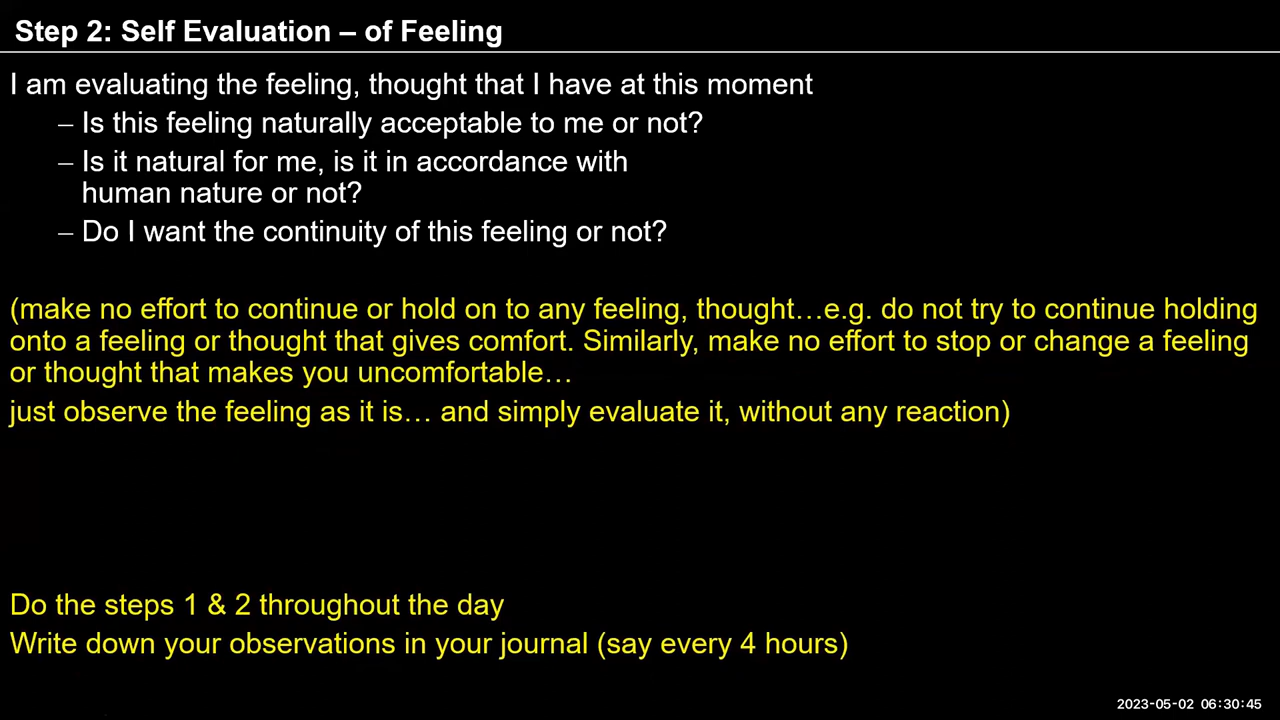 Step 2: Self Evaluation – of Feeling
I am evaluating the feeling, thought that I have at this moment
– Is this feeling naturally acceptable to me or not?
– Is it natural for me, is it in accordance with
human nature or not?
– Do I want the continuity of this feeling or not?
(make no effort to continue or hold on to any feeling, thought…e.g. do not try to continue holding
onto a feeling or thought that gives comfort. Similarly, make no effort to stop or change a feeling
or thought that makes you uncomfortable…
just observe the feeling as it is… and simply evaluate it, without any reaction)
Do the steps 1 & 2 throughout the day
Write down your observations in your journal (say every 4 hours)
2023-05-02 06:30:45